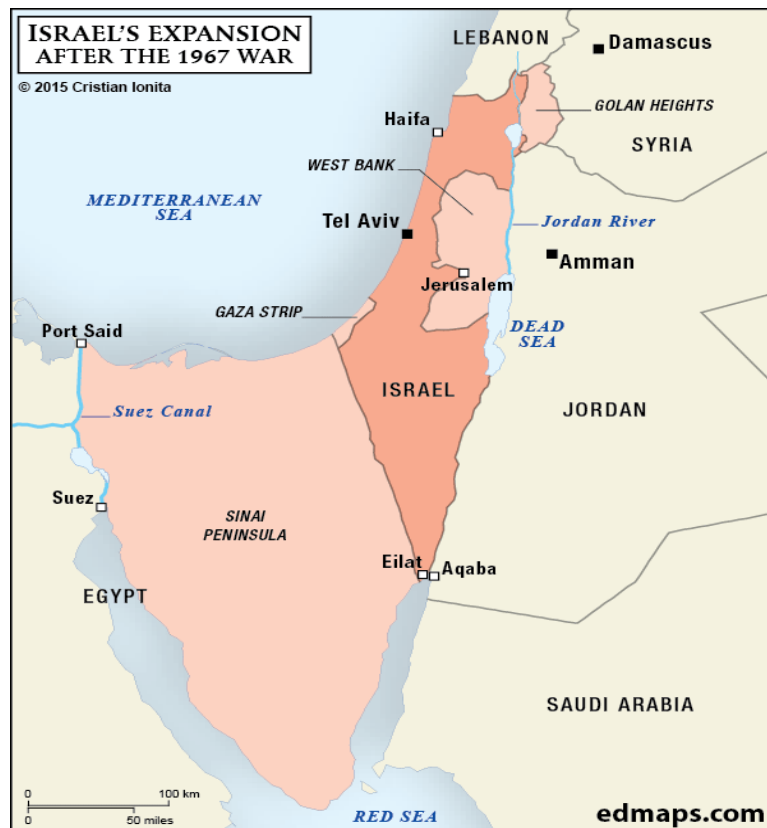 ISRAEL'S EXPANSION
AFTER THE 1967 WAR
© 2015 Cristian Ionita
LEBANON
Damascus
GOLAN HEIGHTS
Haifa
SYRIA
WEST BANK
MEDITERRANEAN
SEA
Tel Aviv
Jordan River
Amman
Jerusalem
GAZA STRIP
Port Said
DEAD
SEA
ISRAEL
Suez Canal
JORDAN
Suez
SINAI
PENINSULA
Eilat
Aqaba
EGYPT
SAUDI ARABIA
0 100 km
0 50 miles
RED SEA
edmaps.com